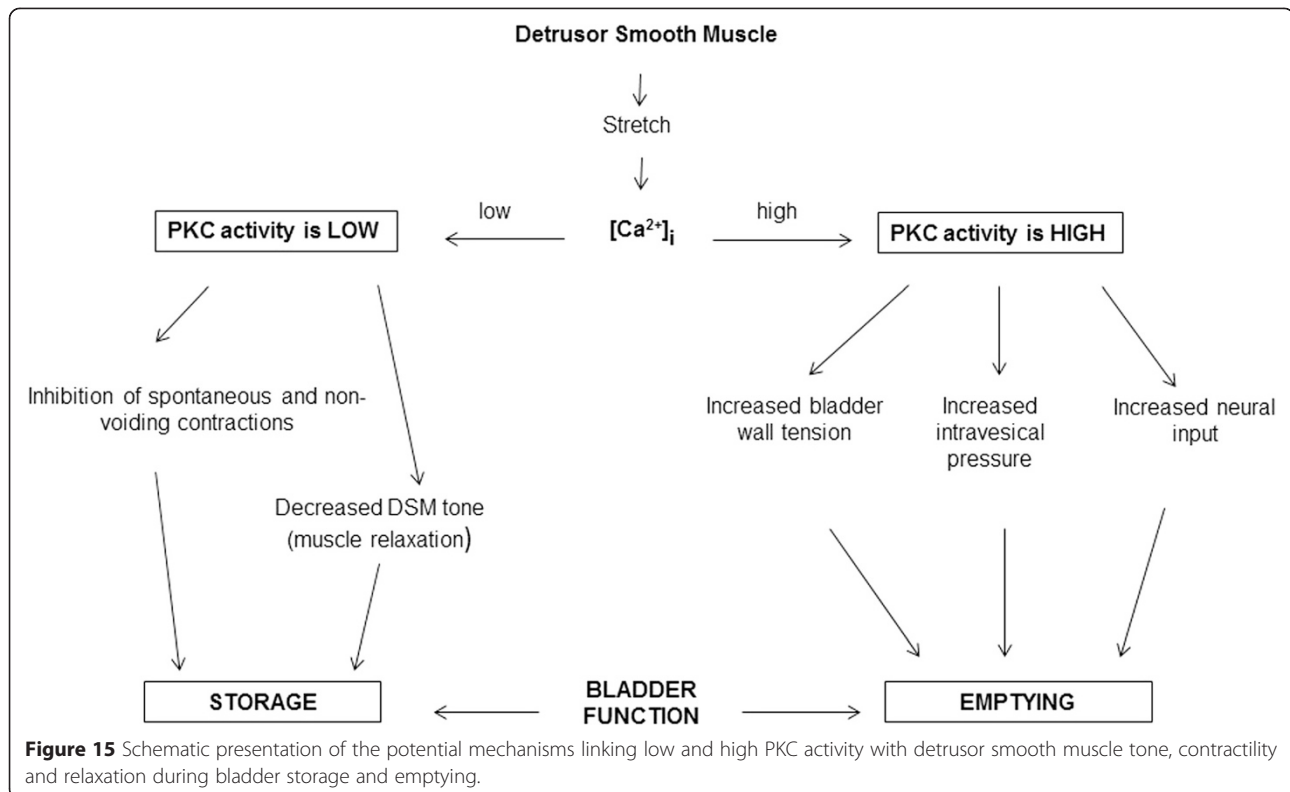 Detrusor Smooth Muscle
Stretch
low
[Ca²⁺]i
high
PKC activity is LOW
PKC activity is HIGH
Inhibition of spontaneous and non-
voiding contractions
Decreased DSM tone
(muscle relaxation)
Increased bladder
wall tension
Increased
intravesical
pressure
Increased neural
input
STORAGE
BLADDER
FUNCTION
EMPTYING
Figure 15 Schematic presentation of the potential mechanisms linking low and high PKC activity with detrusor smooth muscle tone, contractility
and relaxation during bladder storage and emptying.